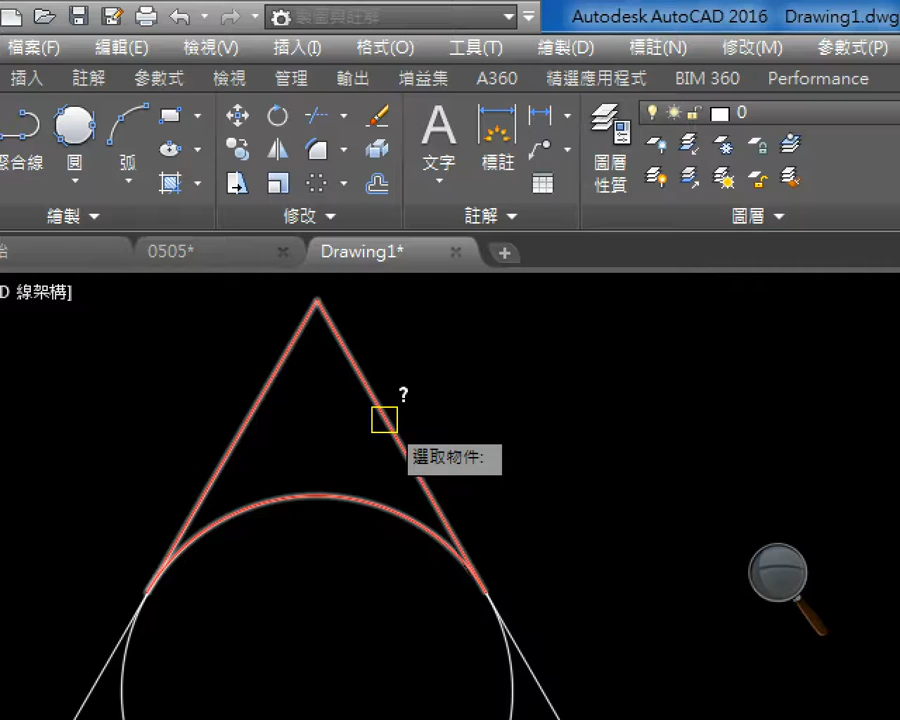 Autodesk AutoCAD 2016 Drawing1.dwg
檔案(F) 編輯(E) 檢視(V) 插入(I) 格式(O) 工具(T) 繪製(D) 標註(N) 修改(M) 參數式(P)
插入 註解 參數式 檢視 管理 輸出 增益集 A360 精選應用程式 BIM 360 Performance
0
A
聚合線 圓 弧 文字 標註 圖層
性質
繪製 修改 註解 圖層
0505* Drawing1*
D 線架構]
?
選取物件: